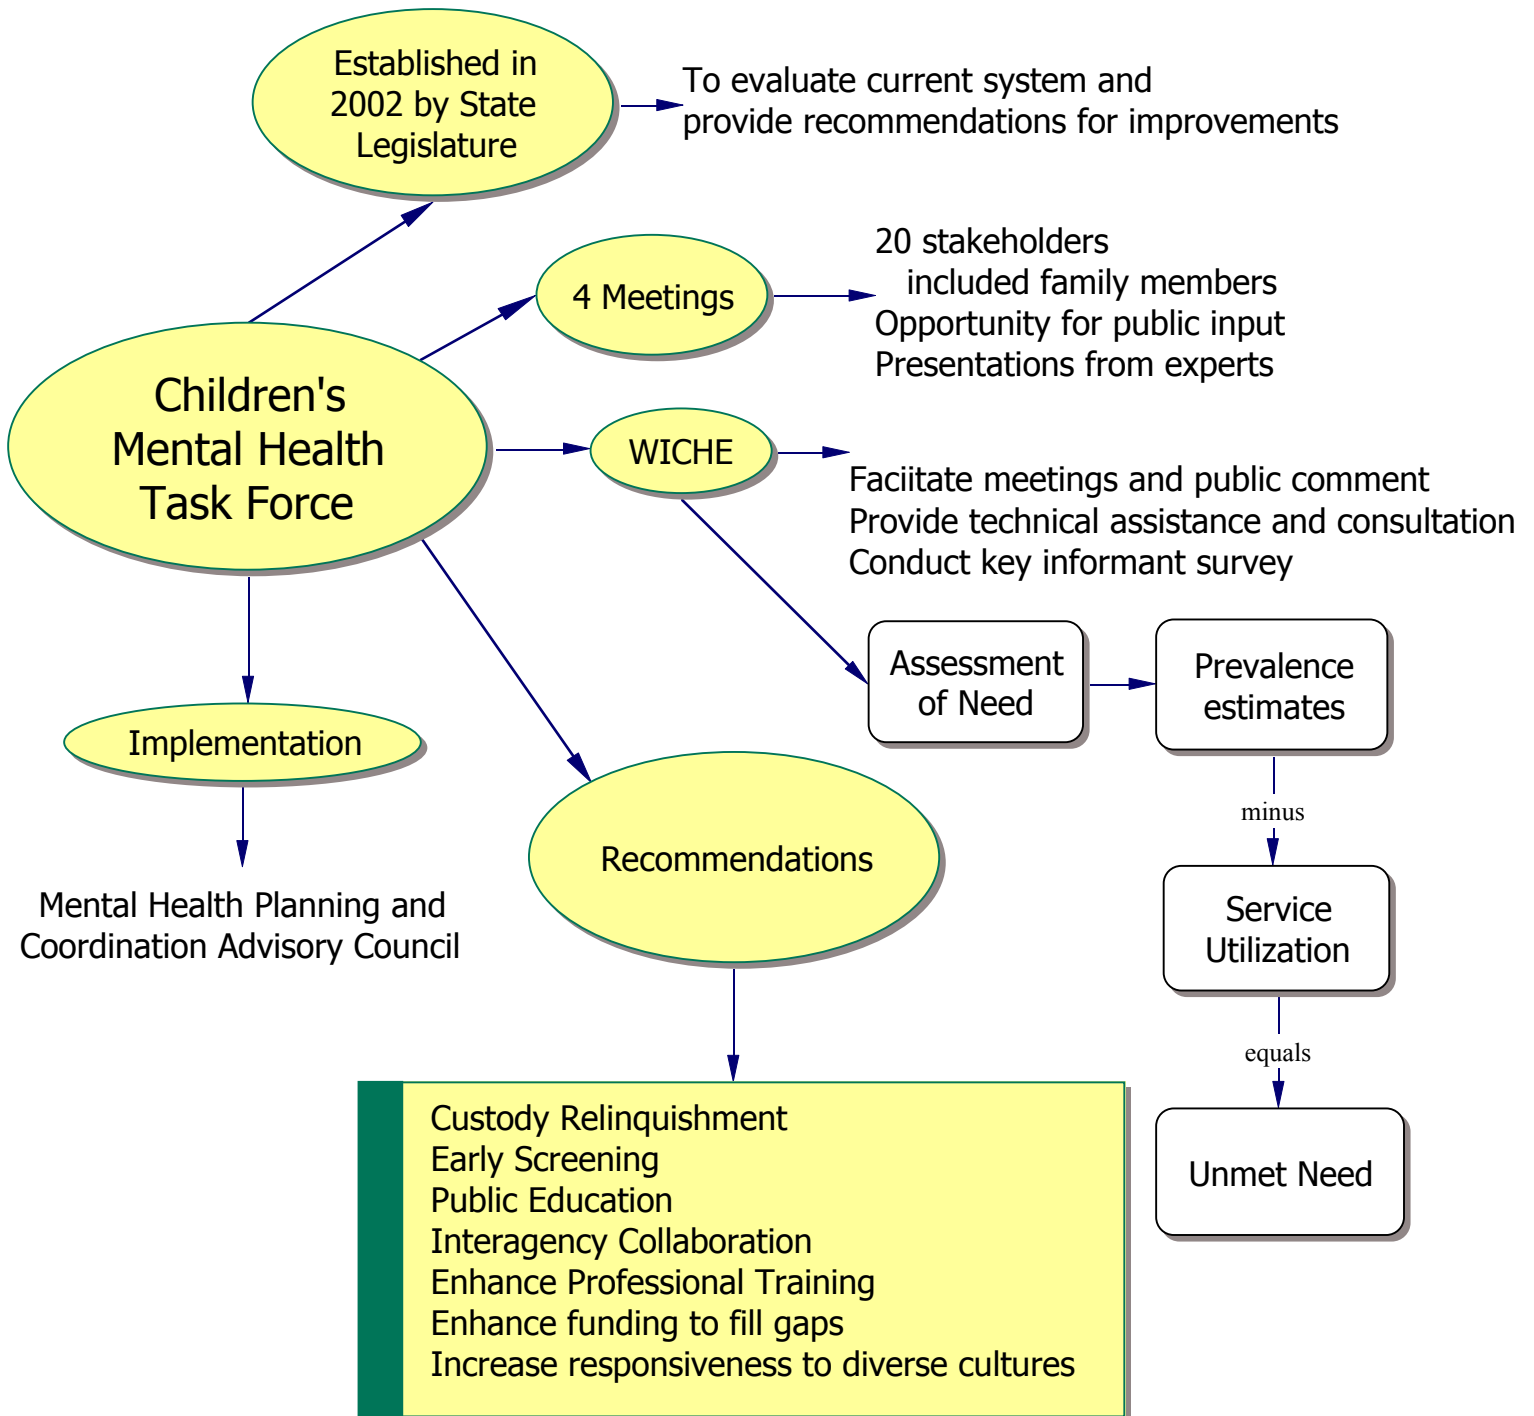 Established in
2002 by State
Legislature
To evaluate current system and
provide recommendations for improvements
4 Meetings
20 stakeholders
included family members
Opportunity for public input
Presentations from experts
Children's
Mental Health
Task Force
WICHE
Faciitate meetings and public comment
Provide technical assistance and consultation
Conduct key informant survey
Assessment
of Need
Prevalence
estimates
minus
Service
Utilization
equals
Unmet Need
Implementation
Mental Health Planning and
Coordination Advisory Council
Recommendations
Custody Relinquishment
Early Screening
Public Education
Interagency Collaboration
Enhance Professional Training
Enhance funding to fill gaps
Increase responsiveness to diverse cultures